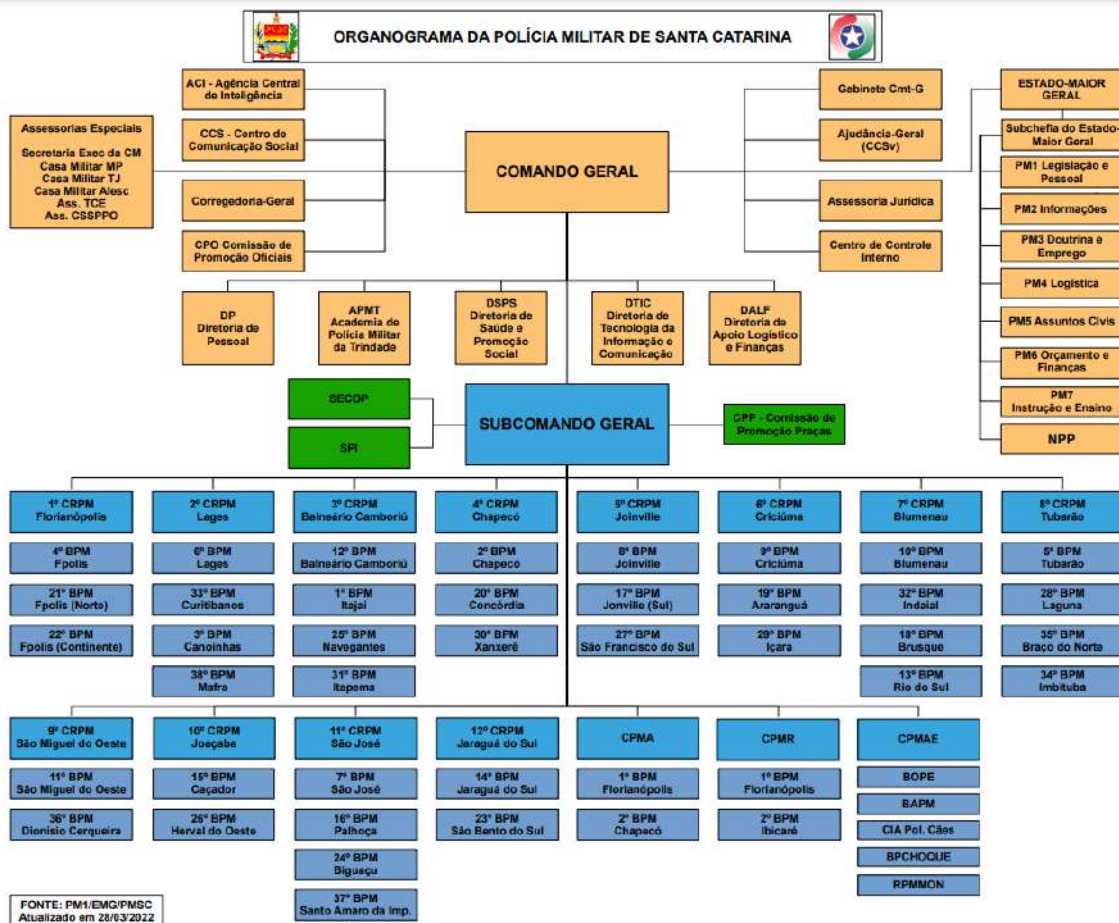 ORGANOGRAMA DA POLÍCIA MILITAR DE SANTA CATARINA
ACI - Agência Central
de Inteligência
CCS - Centro de
Comunicação Social
Corregedoria-Geral
CPO Comissão de
Promoção Oficiais
Assessorias Especiais
Secretaria Exec da CM
Casa Militar MP
Casa Militar TJ
Casa Militar Alesc
Ass. TCE
Ass. CSSPPO
COMANDO GERAL
Gabinete Cmt-G
Ajudância-Geral
(CCSv)
Assessoria Jurídica
Centro de Controle
Interno
ESTADO-MAIOR
GERAL
Subchefia do Estado-
Maior Geral
PM1 Legislação e
Pessoal
PM2 Informações
PM3 Doutrina e
Emprego
PM4 Logística
PM5 Assuntos Civis
PM6 Orçamento e
Finanças
PM7
Instrução e Ensino
NPP
DP
Diretoria de
Pessoal
APMT
Academia de
Polícia Militar
da Trindade
DSPS
Diretoria de
Saúde e
Promoção
Social
DTIC
Diretoria de
Tecnologia da
Informação e
Comunicação
DALF
Diretoria de
Apoio Logístico
e Finanças
SECOP
SPI
SUBCOMANDO GERAL
CPP - Comissão de
Promoção Praças
1º CRPM
Florianópolis
4º BPM
Fpolis
21º BPM
Fpolis (Norte)
22º BPM
Fpolis (Continente)
2º CRPM
Lages
6º BPM
Lages
33º BPM
Curitibanos
3º BPM
Canoinhas
38º BPM
Mafra
3º CRPM
Balneário Camboriú
12º BPM
Balneário Camboriú
1º BPM
Itajaí
25º BPM
Navegantes
31º BPM
Itapema
4º CRPM
Chapecó
2º BPM
Chapecó
20º BPM
Concórdia
30º BPM
Xanxerê
5º CRPM
Joinville
8º BPM
Joinville
17º BPM
Jonville (Sul)
27º BPM
São Francisco do Sul
6º CRPM
Criciúma
9º BPM
Criciúma
19º BPM
Araranguá
29º BPM
Içara
7º CRPM
Blumenau
10º BPM
Blumenau
32º BPM
Indaial
18º BPM
Brusque
13º BPM
Rio do Sul
8º CRPM
Tubarão
5º BPM
Tubarão
28º BPM
Laguna
35º BPM
Braço do Norte
34º BPM
Imbituba
9º CRPM
São Miguel do Oeste
11º BPM
São Miguel do Oeste
36º BPM
Dionísio Cerqueira
10º CRPM
Joaçaba
15º BPM
Caçador
26º BPM
Herval do Oeste
11º CRPM
São José
7º BPM
São José
16º BPM
Palhoça
24º BPM
Biguaçu
37º BPM
Santo Amaro da Imp.
12º CRPM
Jaraguá do Sul
14º BPM
Jaraguá do Sul
23º BPM
São Bento do Sul
CPMA
1º BPM
Florianópolis
2º BPM
Chapecó
CPMR
1º BPM
Florianópolis
2º BPM
Ibicaré
CPMAE
BOPE
BAPM
CIA Pol. Cães
BPCHOQUE
RPMMON
FONTE: PM1/EMG/PMSC
Atualizado em 28/03/2022